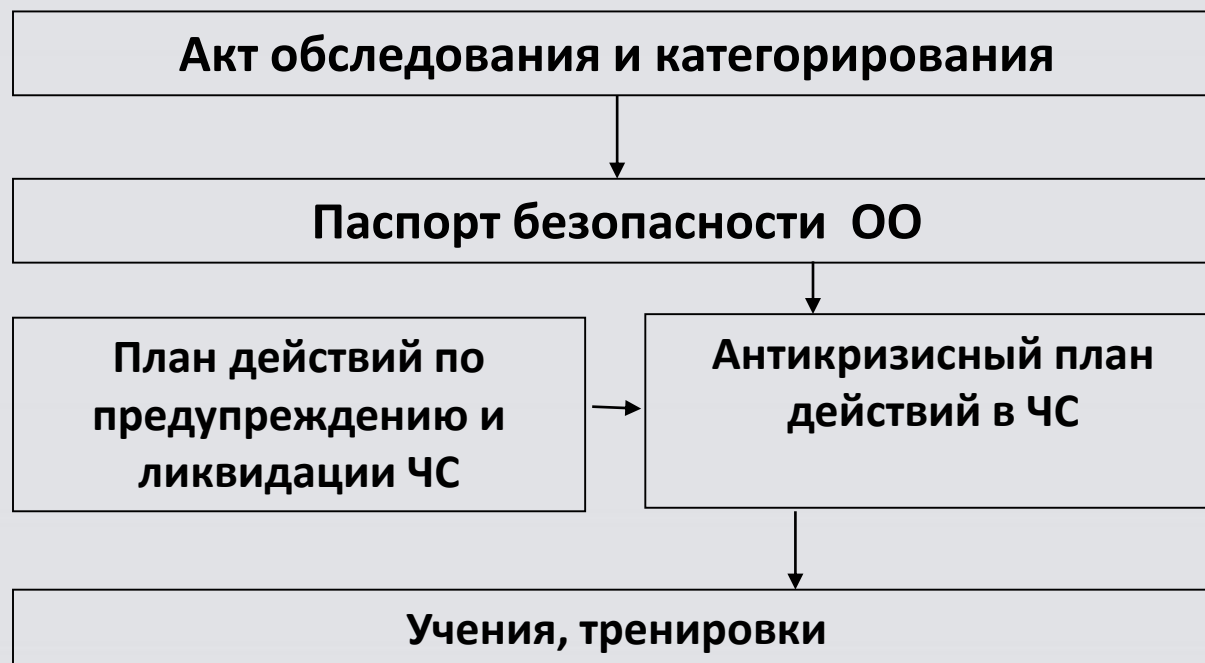 Акт обследования и категорирования
Паспорт безопасности ОО
План действий по
предупреждению и
ликвидации ЧС
Антикризисный план
действий в ЧС
Учения, тренировки